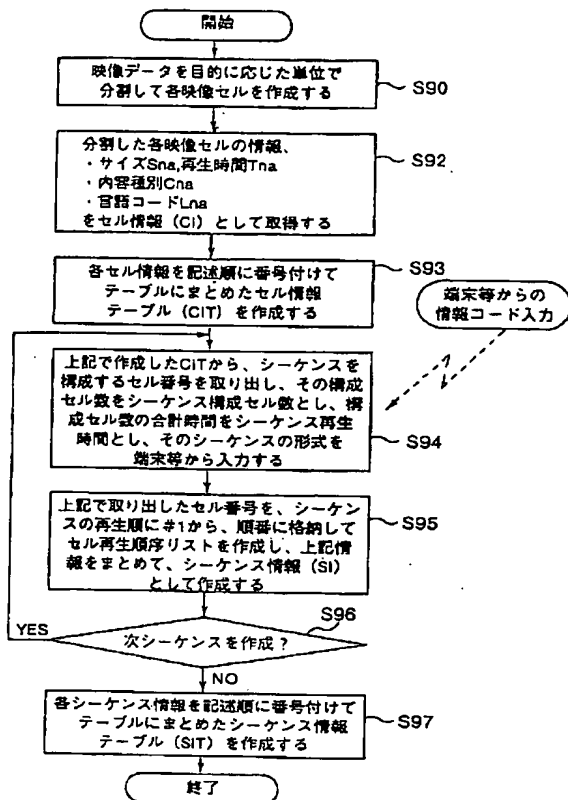 開始
映像データを目的に応じた単位で
分割して各映像セルを作成する
S90
分割した各映像セルの情報、
・サイズSna,再生時間Tna
・内容種別Cna
・言語コードLna
をセル情報（CI）として取得する
S92
各セル情報を記述順に番号付けて
テーブルにまとめたセル情報
テーブル（CIT）を作成する
S93
端末等からの
情報コード入力
上記で作成したCITから、シーケンスを
構成するセル番号を取り出し、その構成
セル数をシーケンス構成セル数とし、構
成セル数の合計時間をシーケンス再生
時間とし、そのシーケンスの形式を
端末等から入力する
S94
上記で取り出したセル番号を、シーケン
スの再生順に#1から、順番に格納して
セル再生順序リストを作成し、上記情
報をまとめて、シーケンス情報（SI）
として作成する
S95
S96
YES
次シーケンスを作成？
NO
各シーケンス情報を記述順に番号付けて
テーブルにまとめたシーケンス情報
テーブル（SIT）を作成する
S97
終了